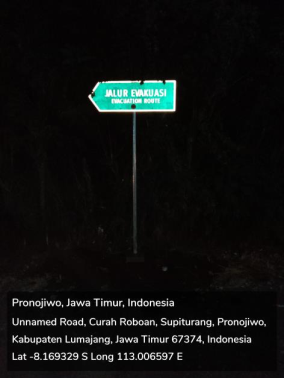 JALUR EVAKUASI
EVACUATION ROUTE
Pronojiwo, Jawa Timur, Indonesia
Unnamed Road, Curah Roboan, Supiturang, Pronojiwo,
Kabupaten Lumajang, Jawa Timur 67374, Indonesia
Lat -8.169329 S Long 113.006597 E